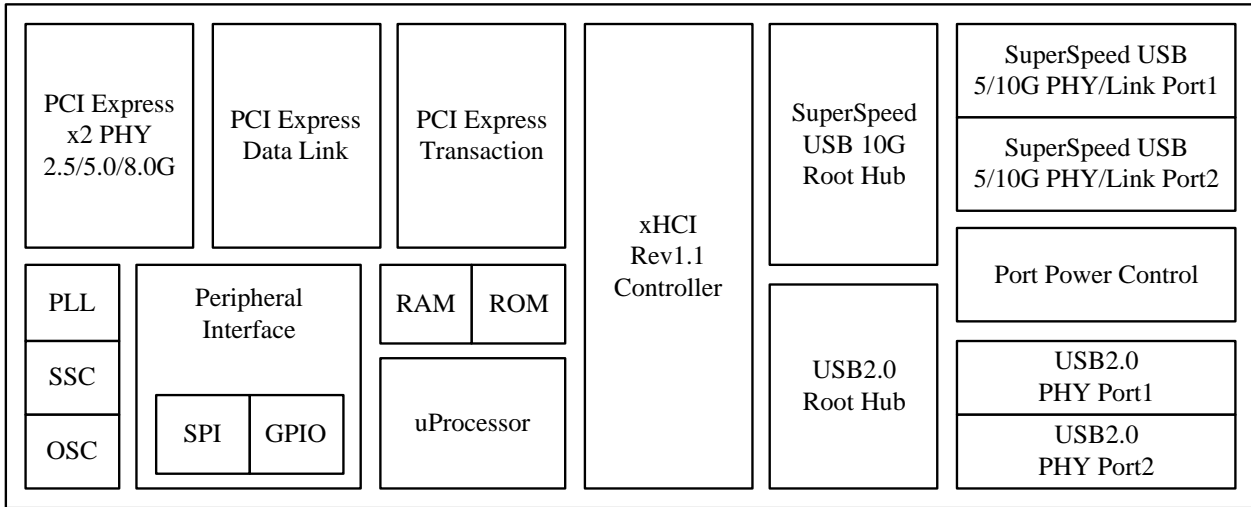 PCI Express
x2 PHY
2.5/5.0/8.0G
PCI Express
Data Link
PCI Express
Transaction
xHCI
Rev1.1
Controller
SuperSpeed
USB 10G
Root Hub
SuperSpeed USB
5/10G PHY/Link Port1
SuperSpeed USB
5/10G PHY/Link Port2
Port Power Control
PLL
SSC
OSC
Peripheral
Interface
SPI
GPIO
RAM
ROM
uProcessor
USB2.0
Root Hub
USB2.0
PHY Port1
USB2.0
PHY Port2